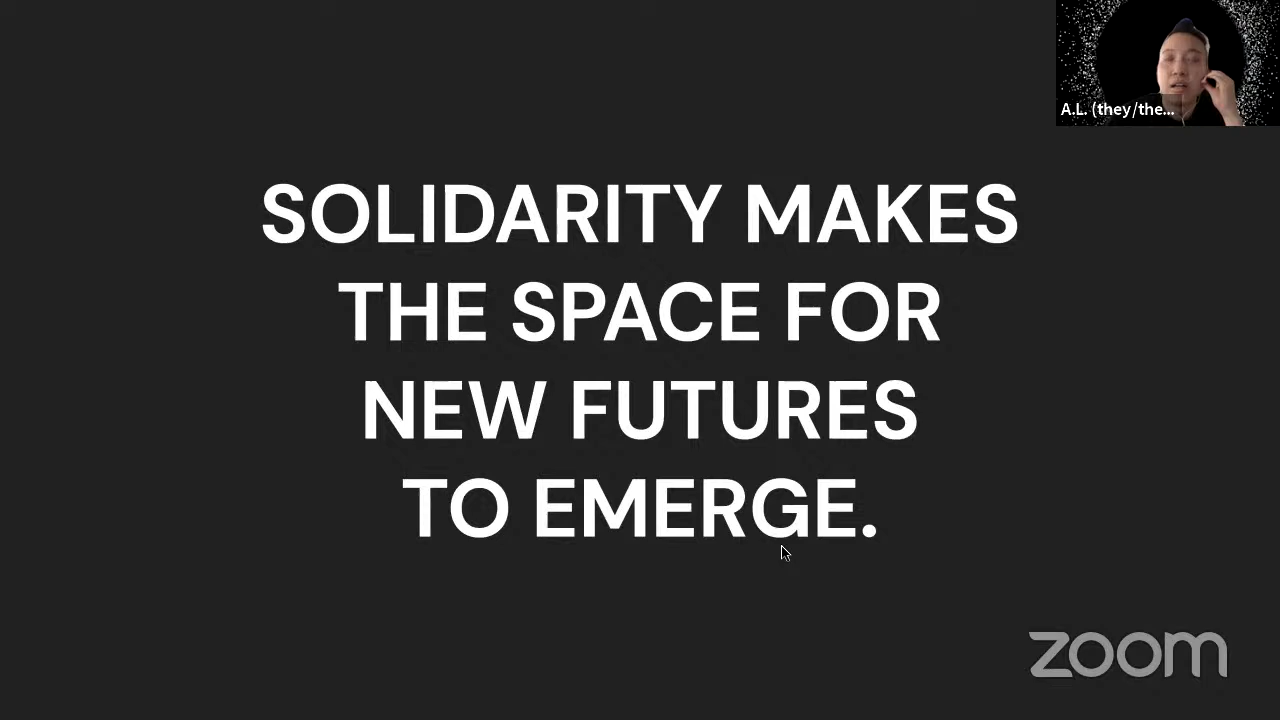 A.L. (they/the...
SOLIDARITY MAKES
THE SPACE FOR
NEW FUTURES
TO EMERGE.
zoom